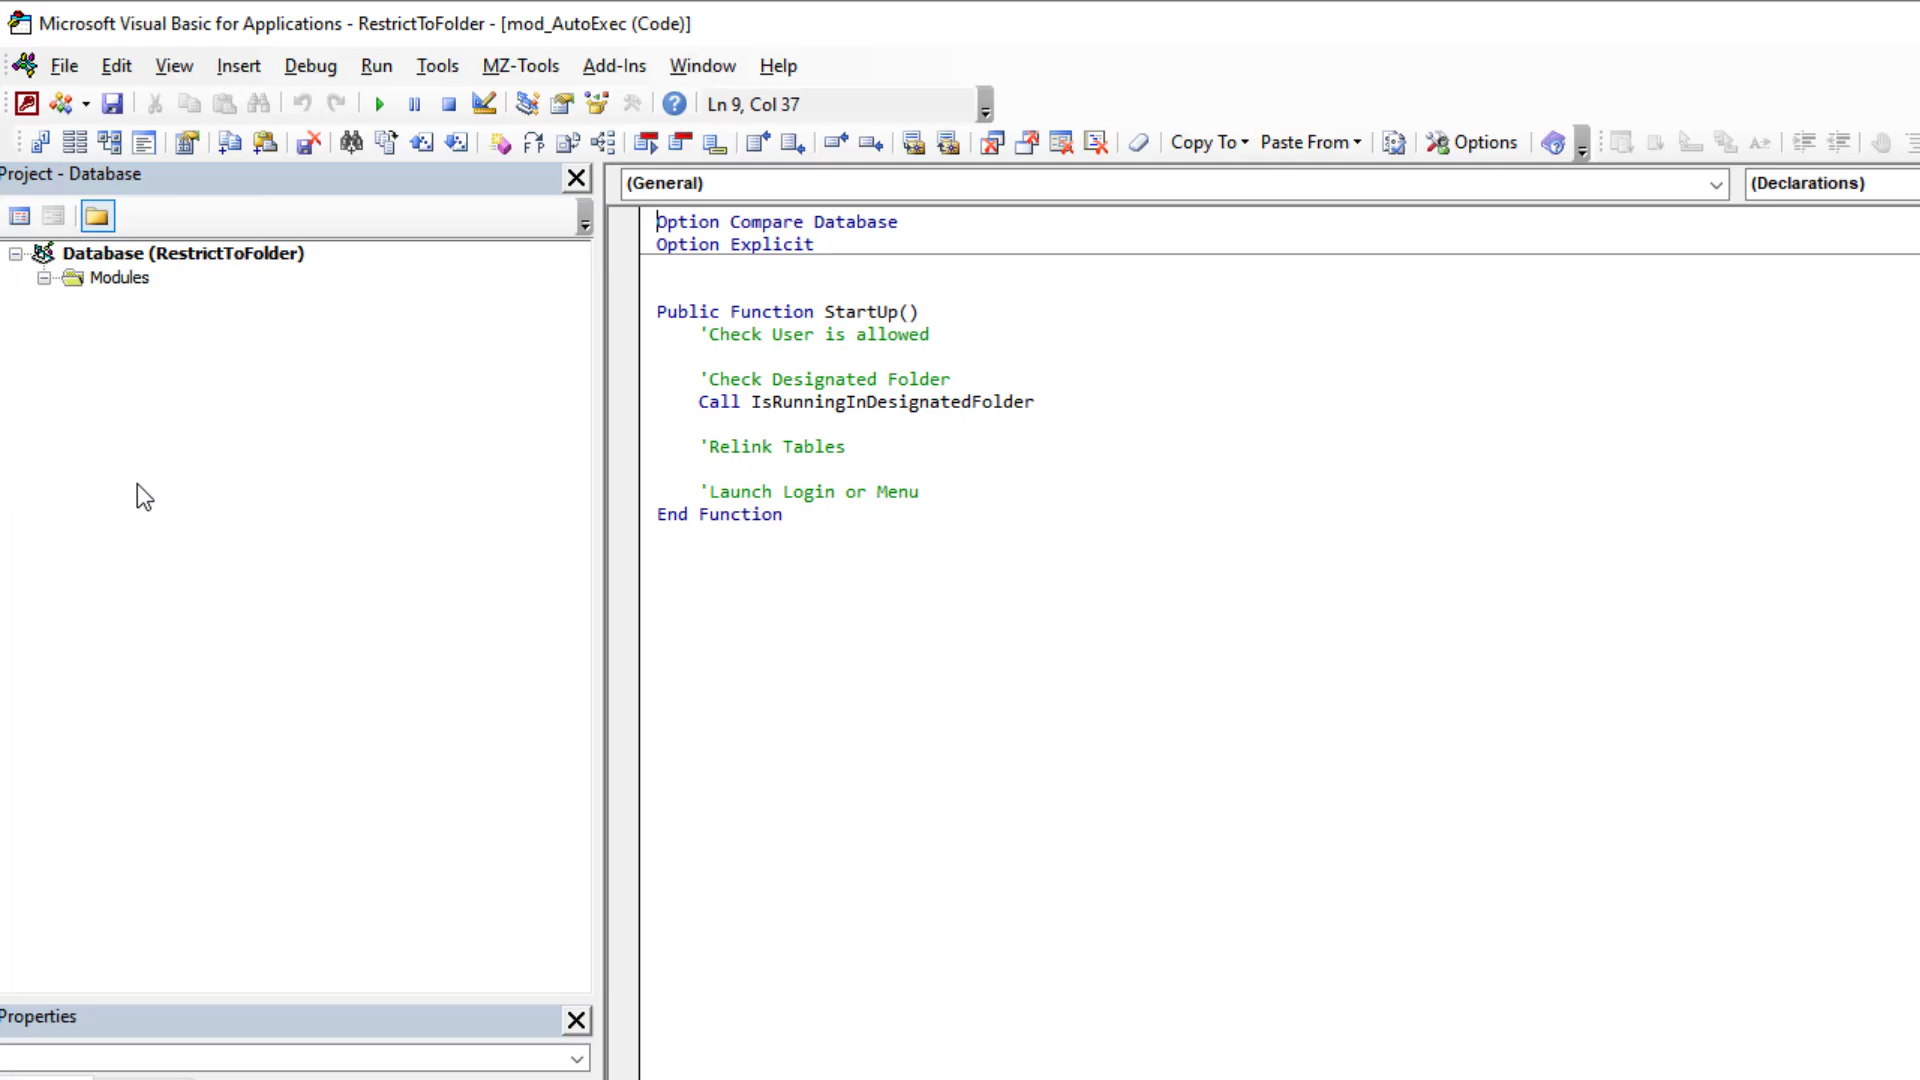 Microsoft Visual Basic for Applications - RestrictToFolder - [mod_AutoExec (Code)]
File Edit View Insert Debug Run Tools MZ-Tools Add-Ins Window Help
Ln 9, Col 37
Copy To Paste From Options
Project - Database
(General) (Declarations)
Database (RestrictToFolder)
Modules
Option Compare Database
Option Explicit
Public Function StartUp()
'Check User is allowed
'Check Designated Folder
Call IsRunningInDesignatedFolder
'Relink Tables
'Launch Login or Menu
End Function
Properties